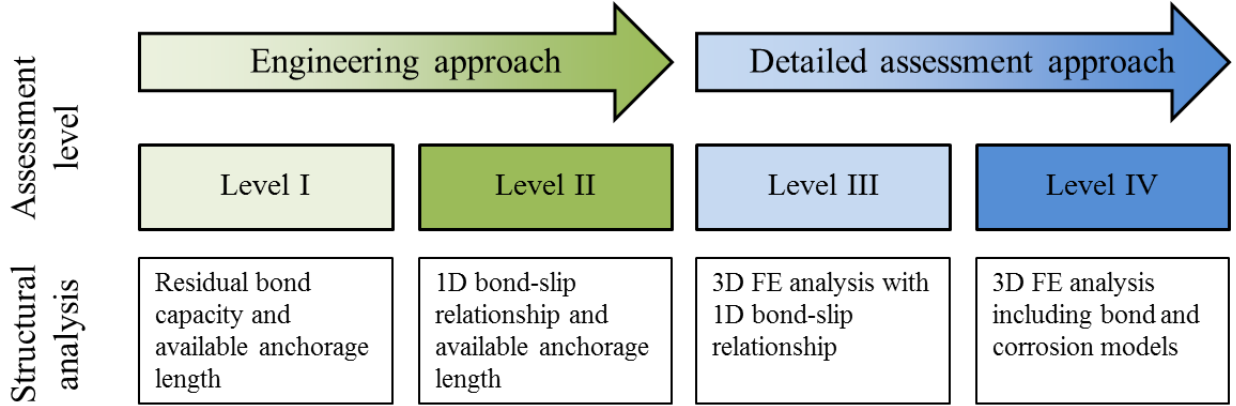 Assessment
level
Engineering approach
Detailed assessment approach
Level I
Level II
Level III
Level IV
Structural
analysis
Residual bond
capacity and
available anchorage
length
1D bond-slip
relationship and
available anchorage
length
3D FE analysis with
1D bond-slip
relationship
3D FE analysis
including bond and
corrosion models